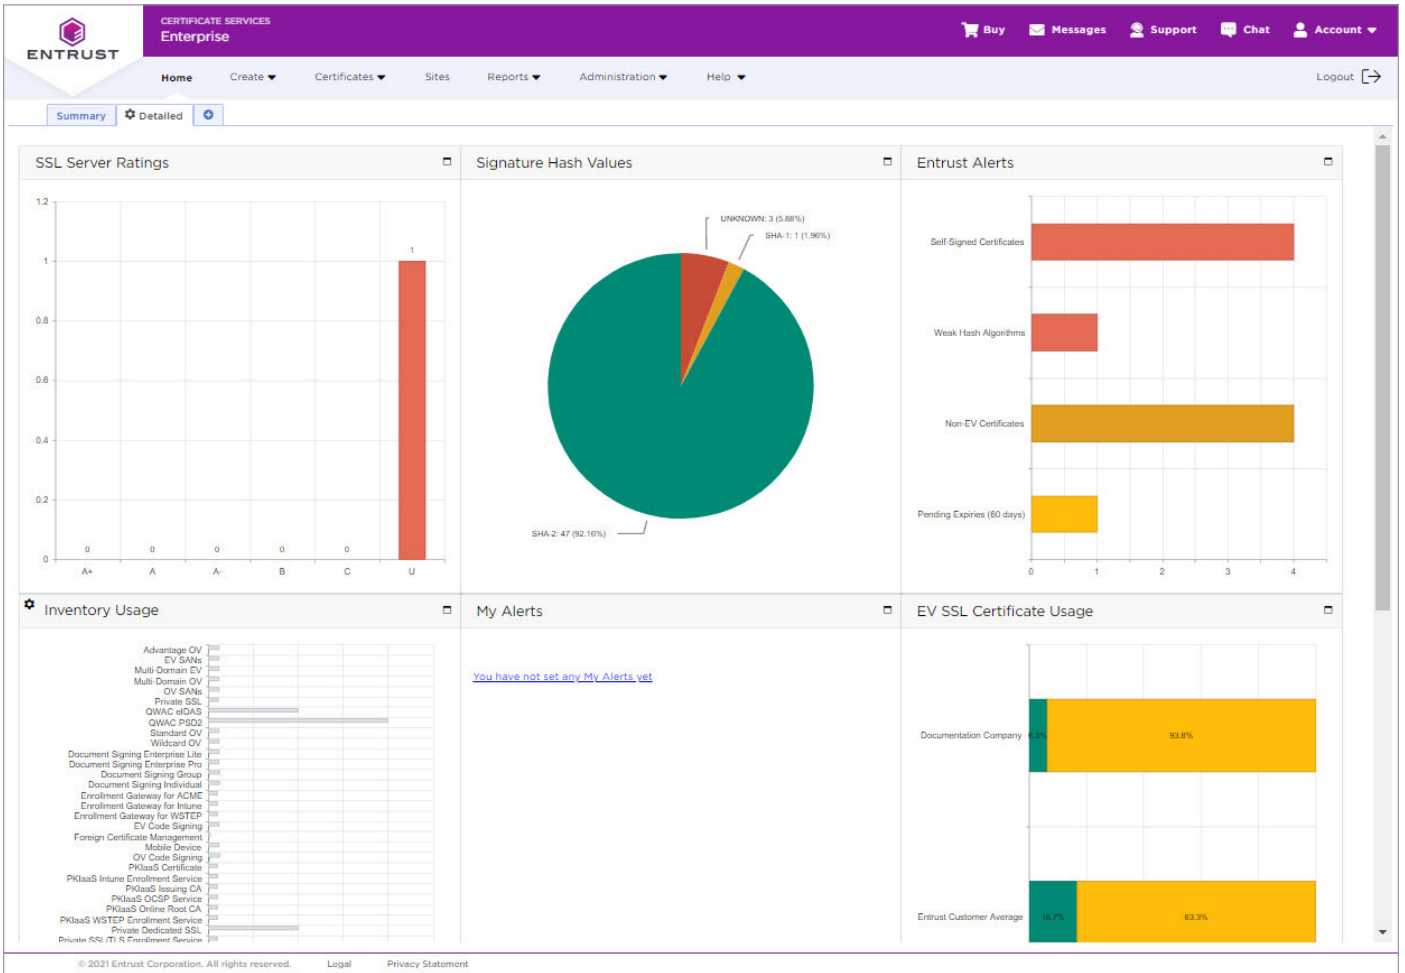 ENTRUST
CERTIFICATE SERVICES
Enterprise
Buy
Messages
Support
Chat
Account
Home
Create
Certificates
Sites
Reports
Administration
Help
Logout
Summary
Detailed
SSL Server Ratings
1.2
1
0.8
0.6
0.4
0.2
0
0
0
0
0
0
1
A+
A
A-
B
C
U
Signature Hash Values
UNKNOWN: 3 (5.88%)
SHA-1: 1 (1.96%)
SHA-2: 47 (92.16%)
Entrust Alerts
Self-Signed Certificates
Weak Hash Algorithms
Non-EV Certificates
Pending Expiries (60 days)
0
1
2
3
4
Inventory Usage
Advantage OV
EV SANs
Multi-Domain EV
Multi-Domain OV
OV SANs
Private SSL
QWAC eIDAS
QWAC PSD2
Standard OV
Wildcard OV
Document Signing Enterprise Lite
Document Signing Enterprise Pro
Document Signing Group
Document Signing Individual
Enrollment Gateway for ACME
Enrollment Gateway for Intune
Enrollment Gateway for WSTEP
EV Code Signing
Foreign Certificate Management
Mobile Device
OV Code Signing
PKIaaS Certificate
PKIaaS Intune Enrollment Service
PKIaaS Issuing CA
PKIaaS OCSP Service
PKIaaS Online Root CA
PKIaaS WSTEP Enrollment Service
Private Dedicated SSL
Private SSL/TLS Enrollment Service
My Alerts
You have not set any My Alerts yet
EV SSL Certificate Usage
Documentation Company
6.3%
93.8%
Entrust Customer Average
16.7%
83.3%
© 2021 Entrust Corporation. All rights reserved.
Legal
Privacy Statement